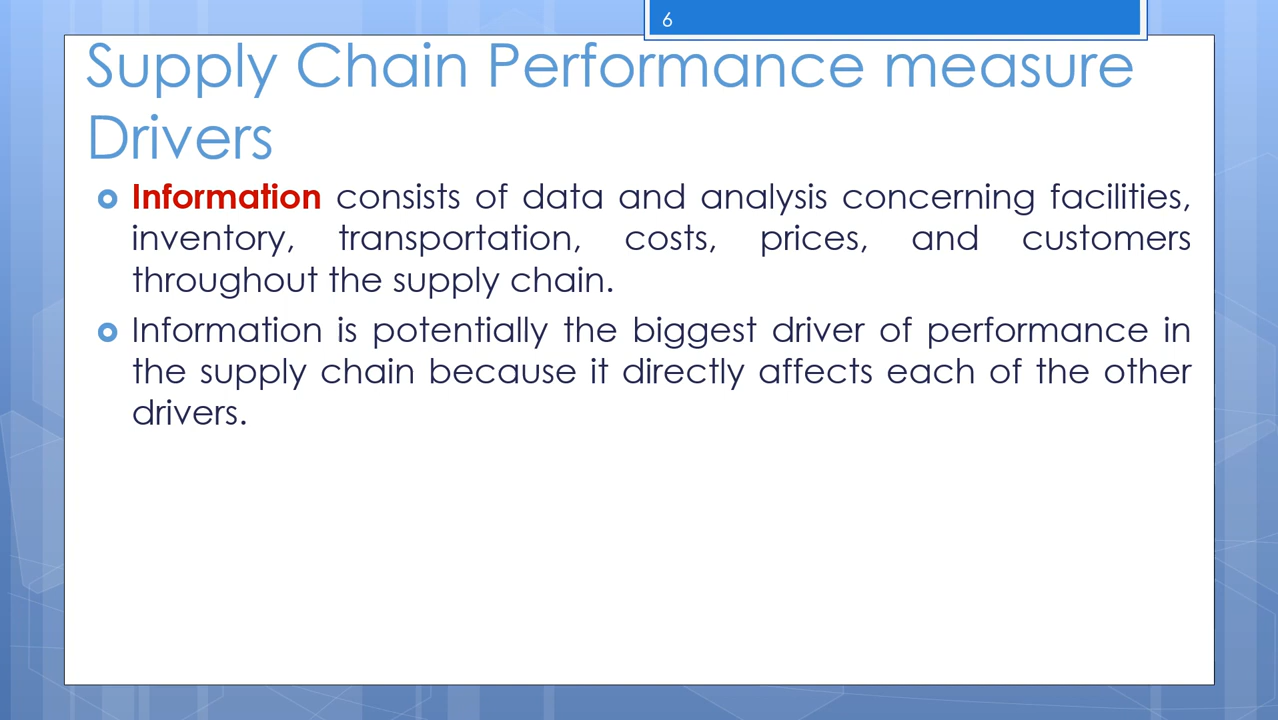 6
Supply Chain Performance measure
Drivers
Information consists of data and analysis concerning facilities,
inventory, transportation, costs, prices, and customers
throughout the supply chain.
Information is potentially the biggest driver of performance in
the supply chain because it directly affects each of the other
drivers.